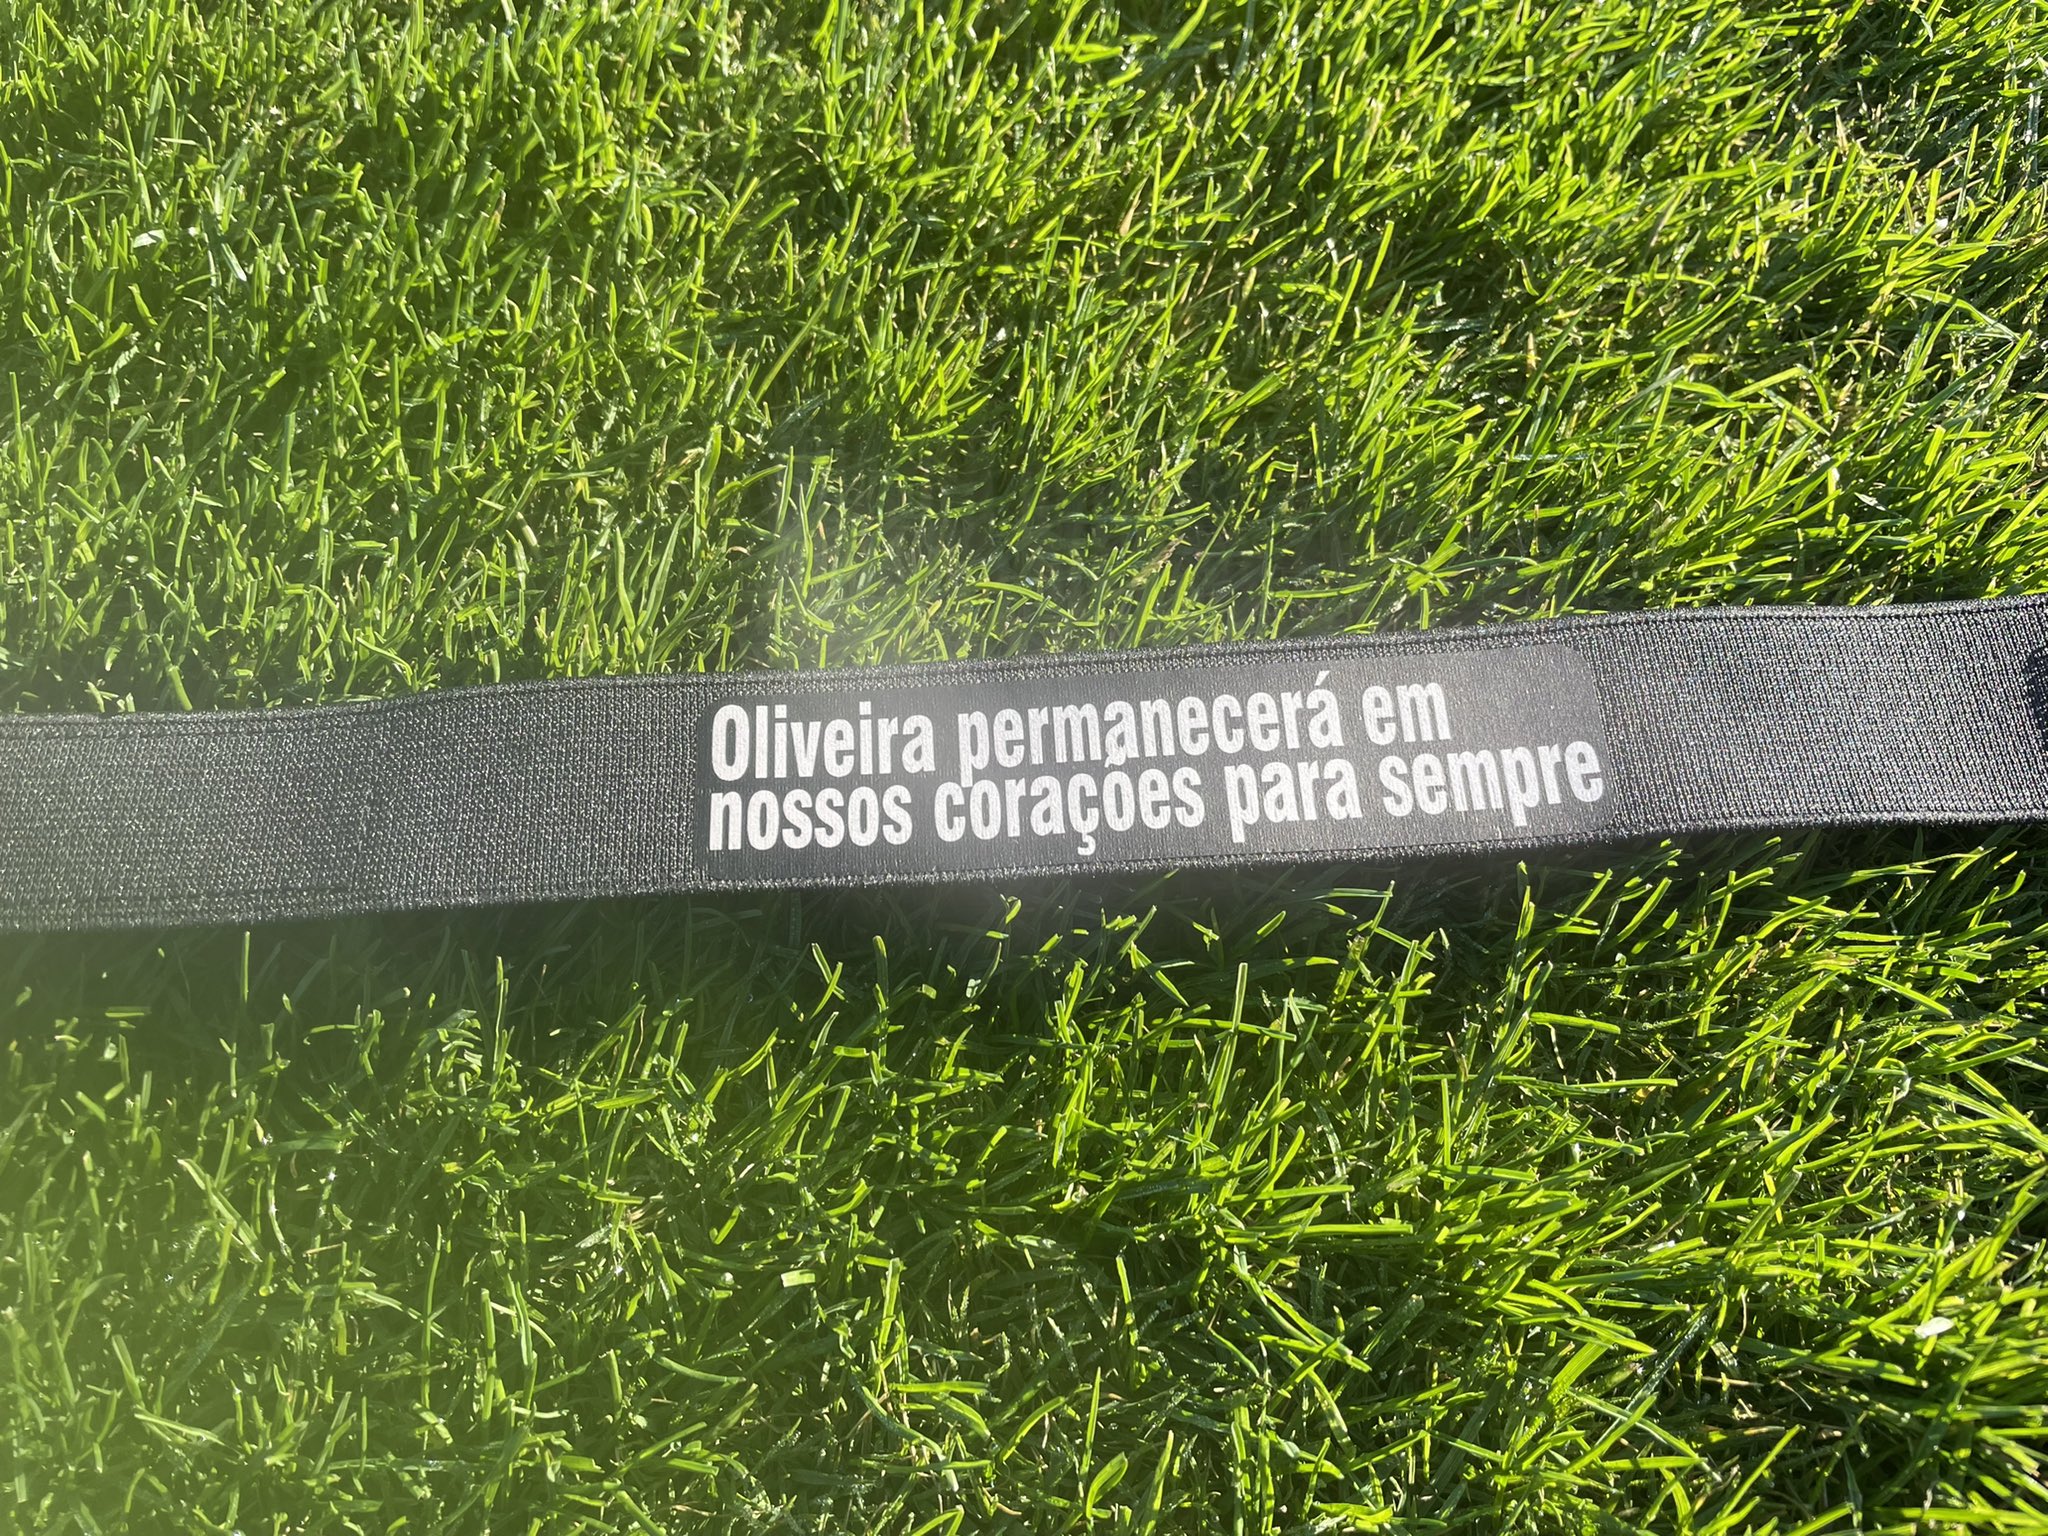 Oliveira permanecerá em
nossos corações para sempre